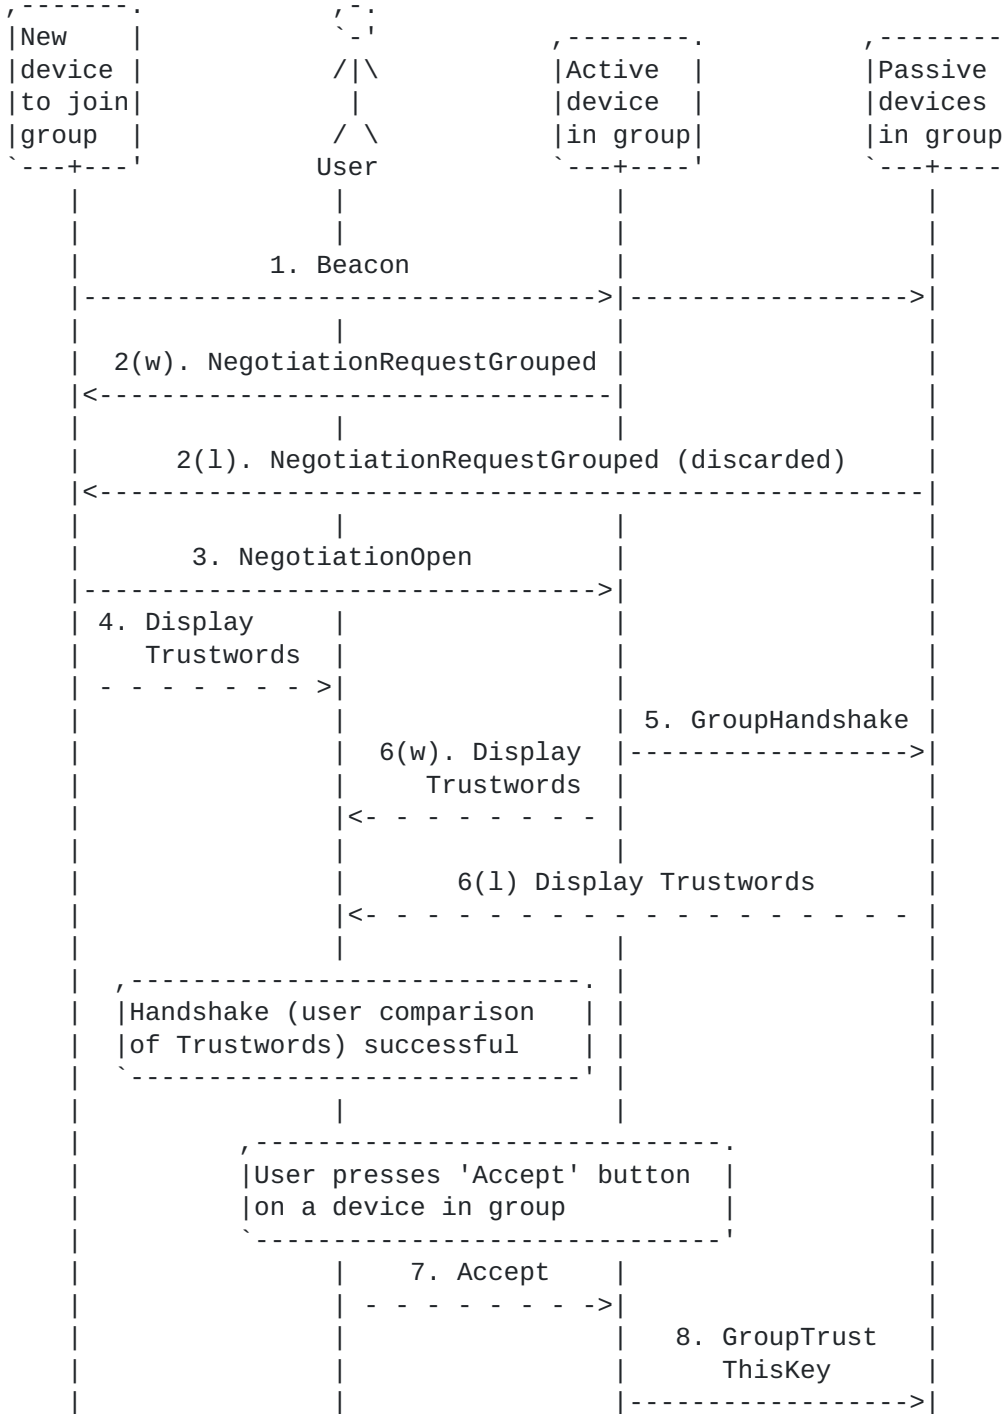 ,-------.            ,-.
|New    |            `-'            ,--------.          ,--------
|device |            /|\           |Active  |          |Passive
|to join|             |            |device  |          |devices
|group  |            / \           |in group|          |in group
`---+---'           User           `---+----'          `---+----
    |                |                 |                   |
    |                |                 |                   |
    |            1. Beacon             |                   |
    |--------------------------------->|------------------>|
    |                |                 |                   |
    |  2(w). NegotiationRequestGrouped |                   |
    |<---------------------------------|                   |
    |                |                 |                   |
    |      2(l). NegotiationRequestGrouped (discarded)     |
    |<-----------------------------------------------------|
    |                |                 |                   |
    |       3. NegotiationOpen         |                   |
    |--------------------------------->|                   |
    | 4. Display     |                 |                   |
    |    Trustwords  |                 |                   |
    | - - - - - - - >|                 |                   |
    |                |                 | 5. GroupHandshake |
    |                |  6(w). Display  |------------------>|
    |                |     Trustwords  |                   |
    |                |<- - - - - - - - |                   |
    |                |                 |                   |
    |                |       6(l) Display Trustwords       |
    |                |<- - - - - - - - - - - - - - - - - - |
    |                |                 |                   |
    |  ,-----------------------------. |                   |
    |  |Handshake (user comparison   | |                   |
    |  |of Trustwords) successful    | |                   |
    |  `-----------------------------' |                   |
    |                |                 |                   |
    |          ,------------------------------.            |
    |          |User presses 'Accept' button  |            |
    |          |on a device in group          |            |
    |          `------------------------------'            |
    |                |    7. Accept    |                   |
    |                | - - - - - - - ->|                   |
    |                |                 |   8. GroupTrust   |
    |                |                 |      ThisKey      |
    |                |                 |------------------>|